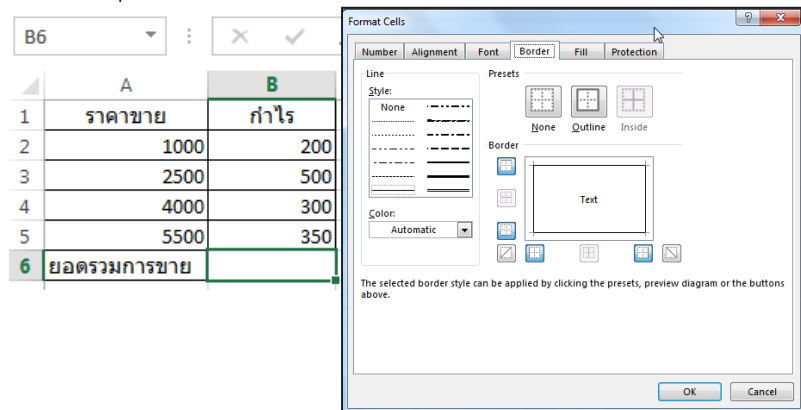 B6
A B
1 ราคาขาย กำไร
2 1000 200
3 2500 500
4 4000 300
5 5500 350
6 ยอดรวมการขาย
Format Cells
Number Alignment Font Border Fill Protection
Line
Style:
None
Color:
Automatic
Presets
None Outline Inside
Border
Text
The selected border style can be applied by clicking the presets, preview diagram or the buttons
above.
OK Cancel